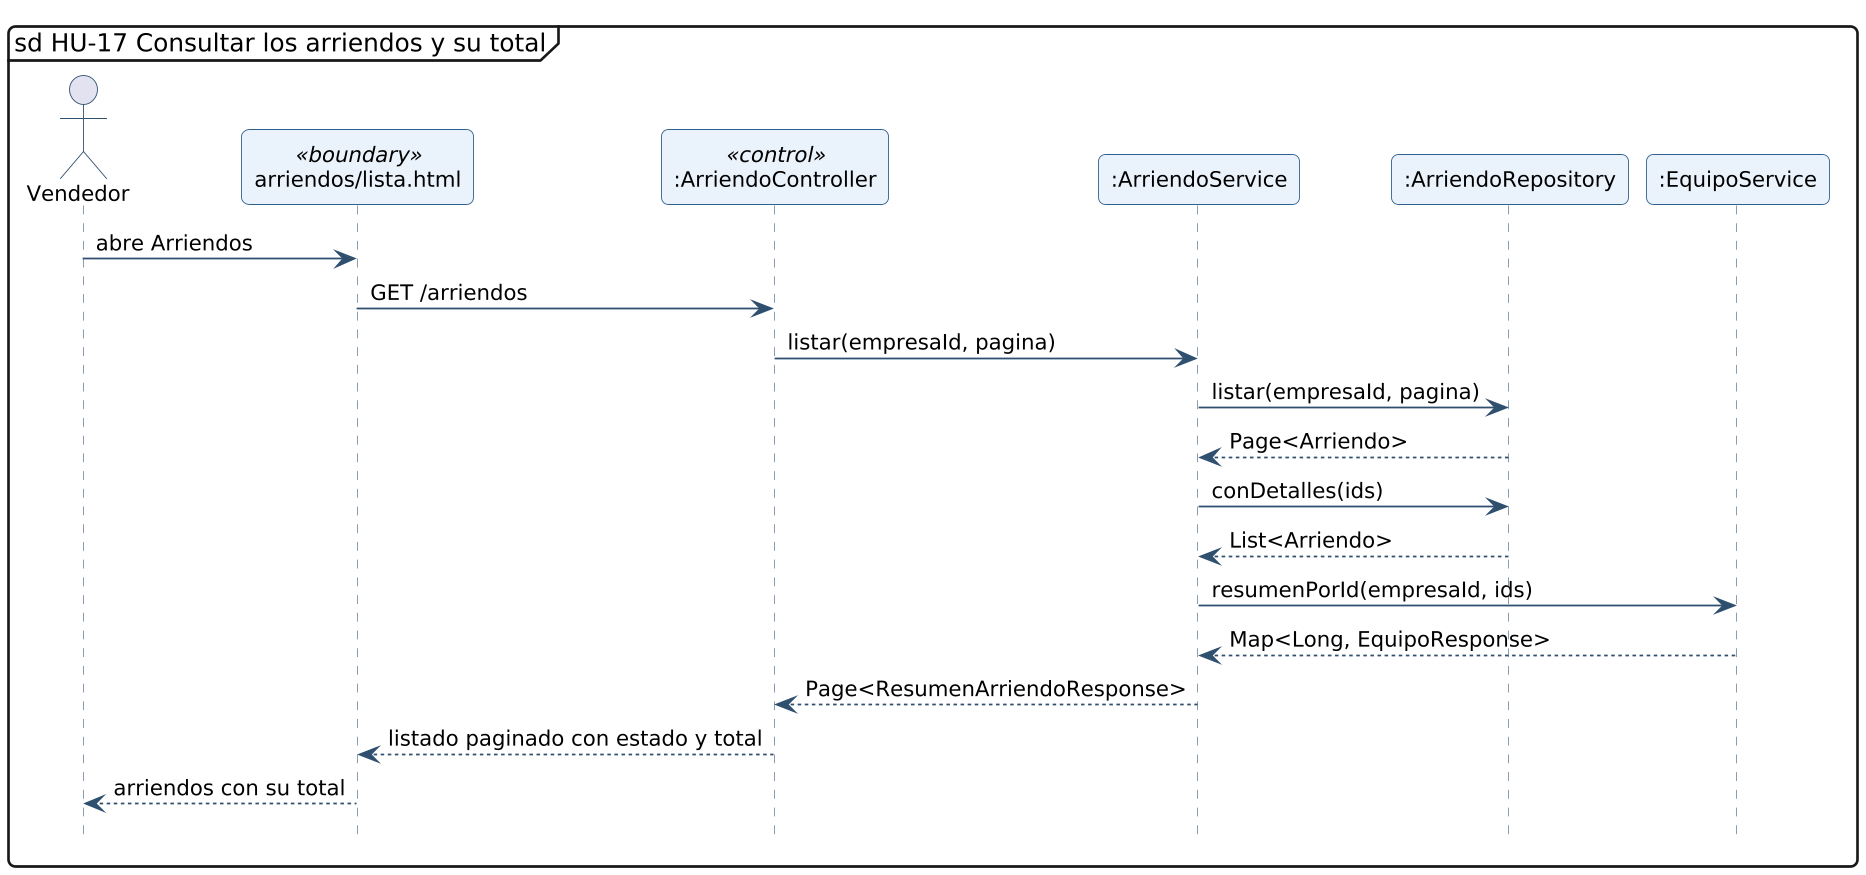 sd HU-17 Consultar los arriendos y su total
Vendedor
«boundary»
arriendos/lista.html
«control»
:ArriendoController
:ArriendoService
:ArriendoRepository
:EquipoService
abre Arriendos
GET /arriendos
listar(empresaId, pagina)
listar(empresaId, pagina)
Page<Arriendo>
conDetalles(ids)
List<Arriendo>
resumenPorId(empresaId, ids)
Map<Long, EquipoResponse>
Page<ResumenArriendoResponse>
listado paginado con estado y total
arriendos con su total